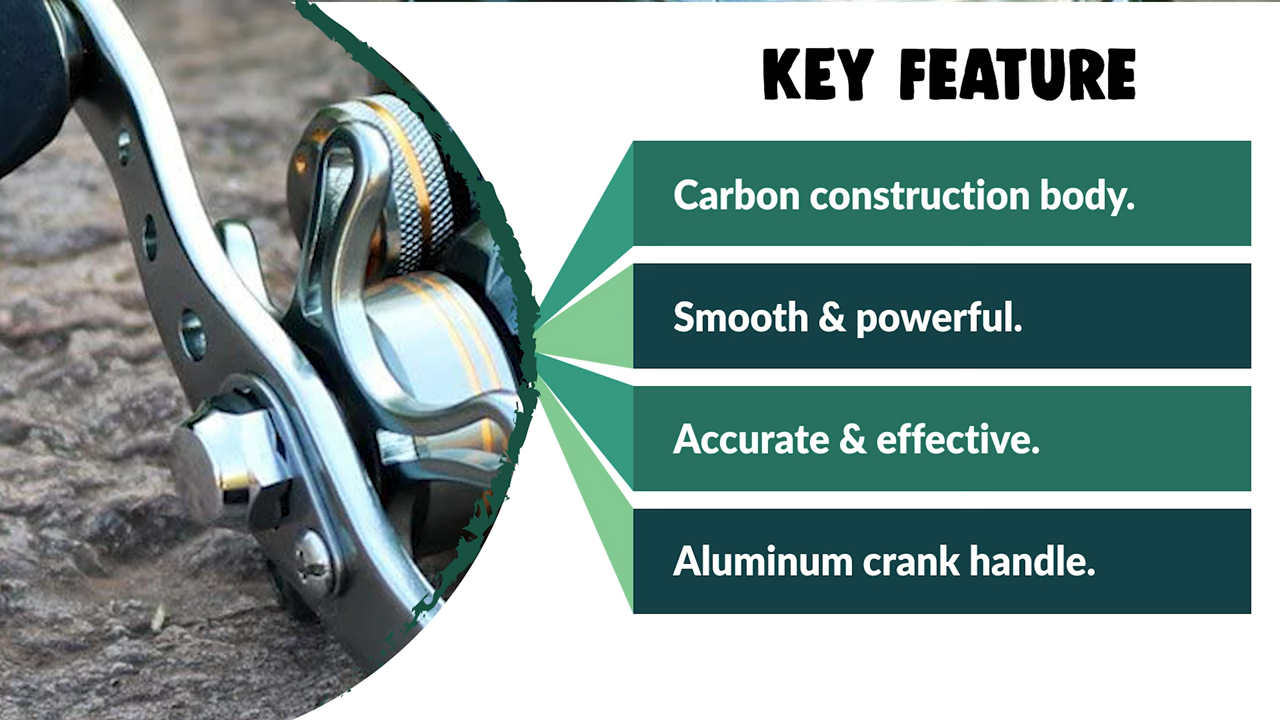 KEY FEATURE
Carbon construction body.
Smooth & powerful.
Accurate & effective.
Aluminum crank handle.